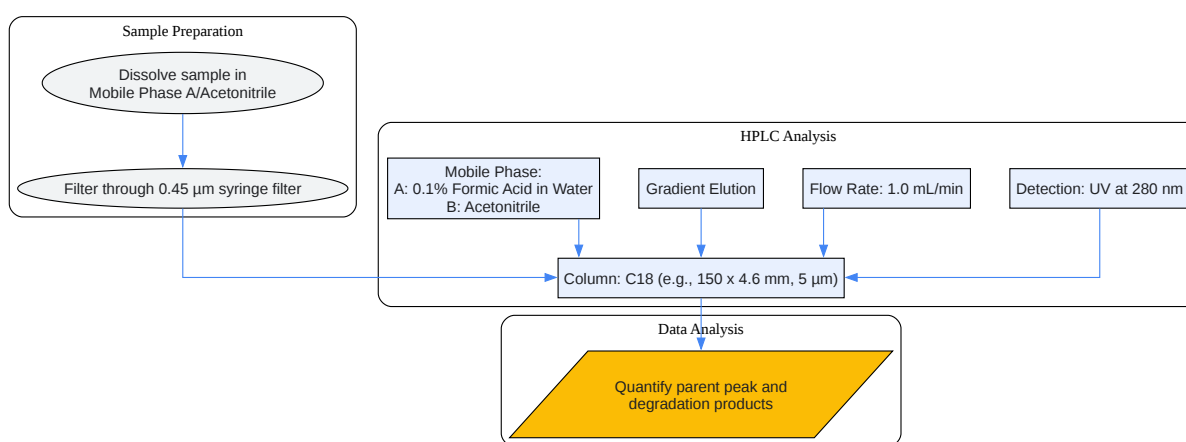 Sample Preparation
Dissolve sample in
Mobile Phase A/Acetonitrile
Filter through 0.45 µm syringe filter
HPLC Analysis
Mobile Phase:
A: 0.1% Formic Acid in Water
B: Acetonitrile
Gradient Elution
Flow Rate: 1.0 mL/min
Detection: UV at 280 nm
Column: C18 (e.g., 150 x 4.6 mm, 5 µm)
Data Analysis
Quantify parent peak and
degradation products